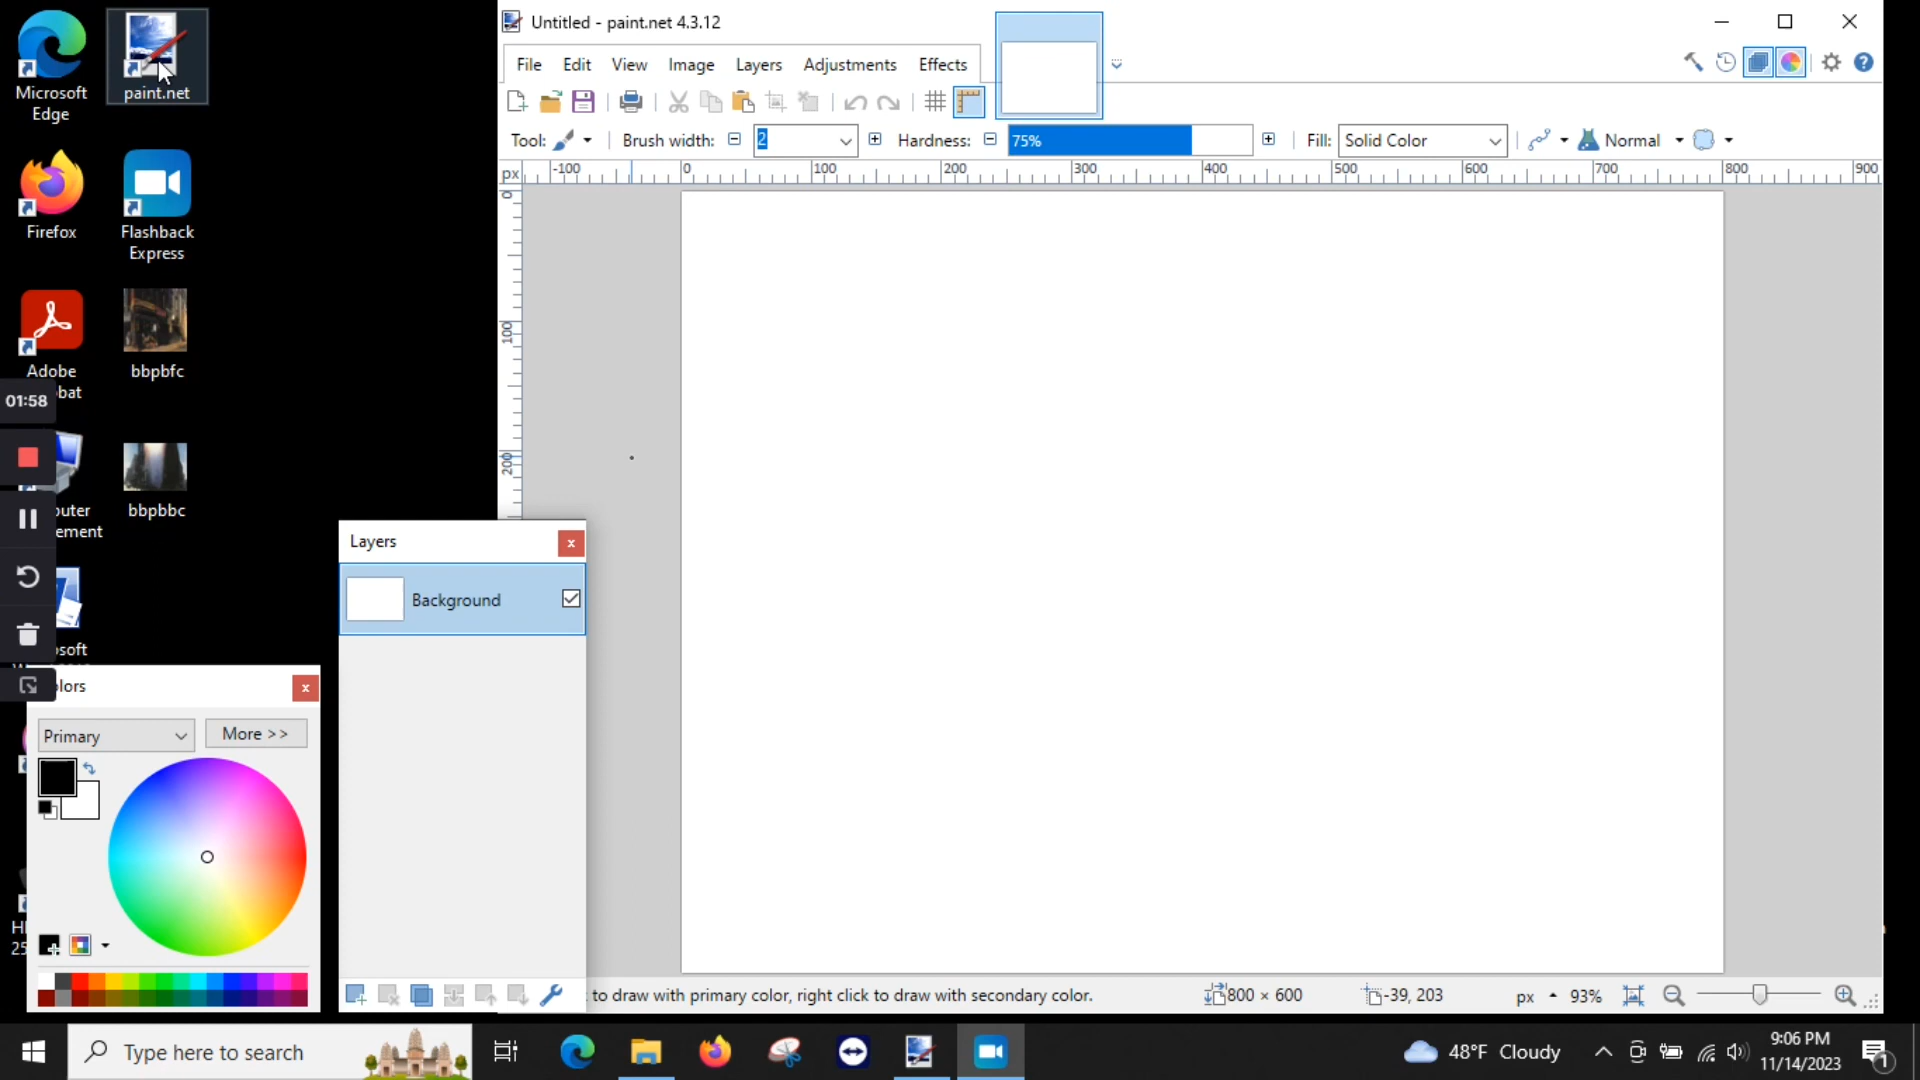 Microsoft
Edge
paint.net
Firefox
Flashback
Express
Adobe
bat
bbpbfc
01:58
uter
ement
bbpbbc
soft
Untitled - paint.net 4.3.12
File Edit View Image Layers Adjustments Effects
Tool: Brush width: 2 Hardness: 75% Fill: Solid Color Normal
px -100 0 100 200 300 400 500 600 700 800 900
0
100
200
Layers x
Background
lors x
Primary More >>
to draw with primary color, right click to draw with secondary color. 800 × 600 -39, 203 px 93%
25
Type here to search
48°F Cloudy
9:06 PM
11/14/2023
1